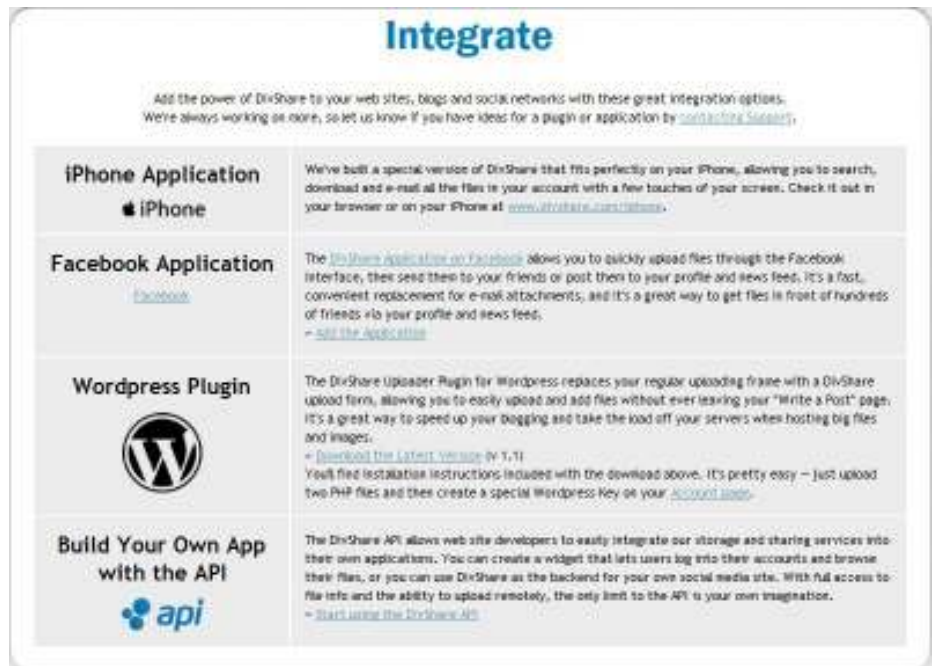 Integrate
Add the power of DivShare to your web sites, blogs and social networks with these great integration options.
We're always working on more, so let us know if you have ideas for a plugin or application by contacting Support.
iPhone Application
iPhone
We've built a special version of DivShare that fits perfectly on your iPhone, allowing you to search,
download and e-mail all the files in your account with a few touches of your screen. Check it out in
your browser or on your iPhone at www.divshare.com/iphone.
Facebook Application
Facebook
The DivShare Application on Facebook allows you to quickly upload files through the Facebook
interface, then send them to your friends or post them to your profile and news feed. It's a fast,
convenient replacement for e-mail attachments, and it's a great way to get files in front of hundreds
of friends via your profile and news feed.
» Add the Application
Wordpress Plugin
The DivShare Uploader Plugin for Wordpress replaces your regular uploading frame with a DivShare
upload form, allowing you to easily upload and add files without ever leaving your "Write a Post" page.
It's a great way to speed up your blogging and take the load off your servers when hosting big files
and images.
» Download the Latest Version (v 1.1)
You'll find installation instructions included with the download above. It's pretty easy — just upload
two PHP files and then create a special Wordpress Key on your Account page.
Build Your Own App
with the API
api
The DivShare API allows web site developers to easily integrate our storage and sharing services into
their own applications. You can create a widget that lets users log into their accounts and browse
their files, or you can use DivShare as the backend for your own social media site. With full access to
file info and the ability to upload remotely, the only limit to the API is your own imagination.
» Start using the DivShare API